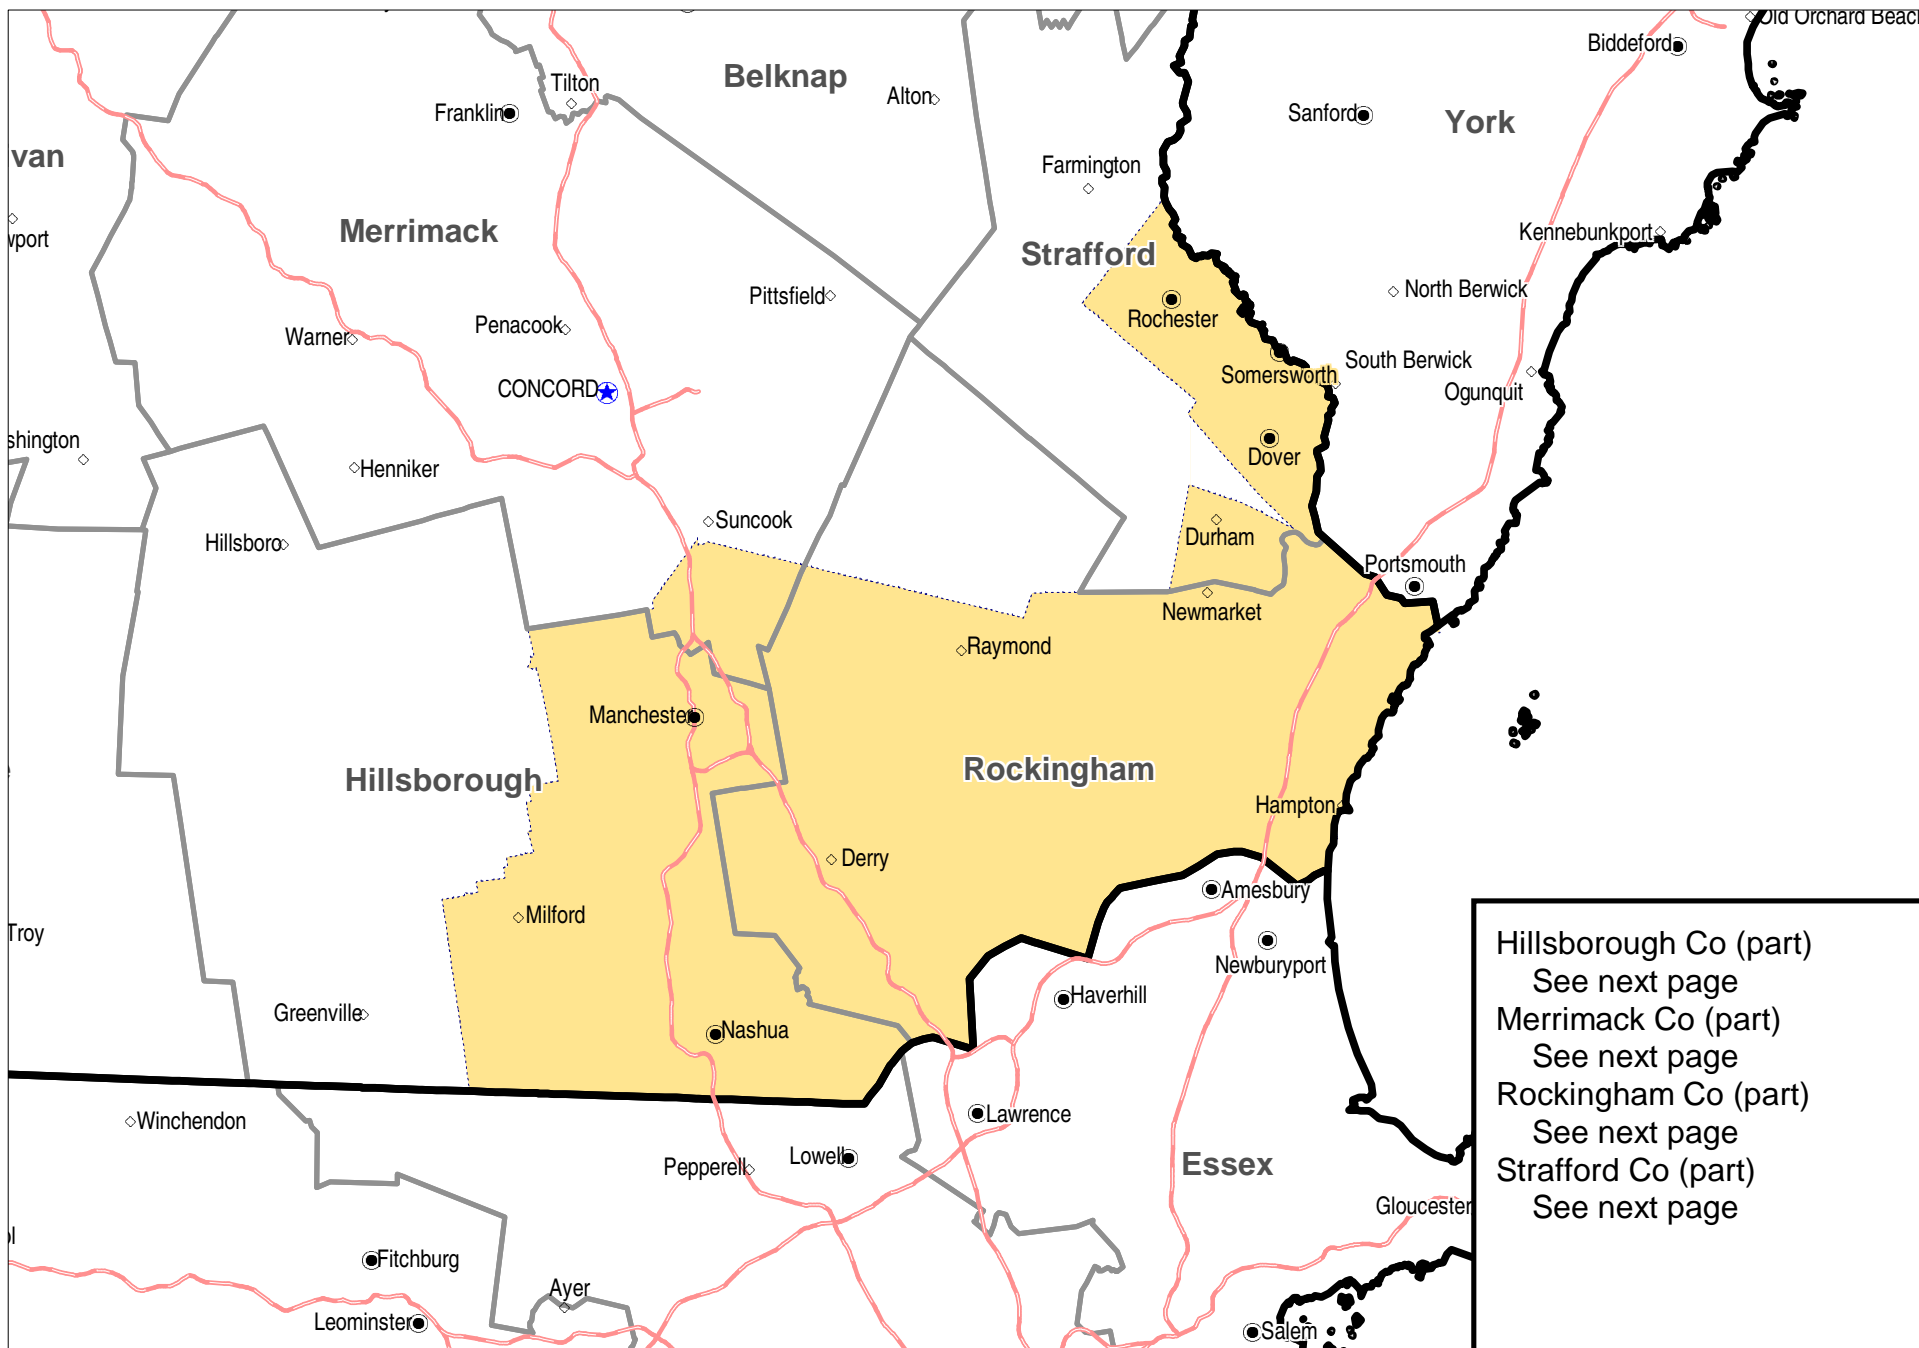 Old Orchard Beach
Biddeford
Belknap
Tilton
Alton
Franklin
Sanford
York
van
Farmington
Merrimack
wport
Strafford
Kennebunkport
Pittsfield
North Berwick
Penacook
Rochester
Warner
South Berwick
Somersworth
CONCORD
Ogunquit
shington
Henniker
Dover
Suncook
Hillsboro
Durham
Portsmouth
Newmarket
Raymond
Manchester
Hillsborough
Rockingham
Hampton
Derry
Amesbury
Milford
Troy
Newburyport
Haverhill
Greenville
Nashua
Winchendon
Lawrence
Lowell
Pepperell
Essex
Gloucester
Fitchburg
Ayer
Leominster
Salem
Hillsborough Co (part)
See next page
Merrimack Co (part)
See next page
Rockingham Co (part)
See next page
Strafford Co (part)
See next page